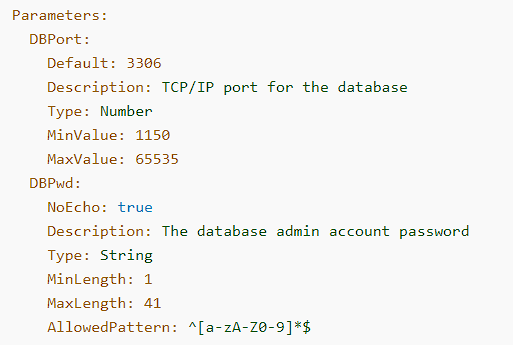 Parameters:
  DBPort:
    Default: 3306
    Description: TCP/IP port for the database
    Type: Number
    MinValue: 1150
    MaxValue: 65535
  DBPwd:
    NoEcho: true
    Description: The database admin account password
    Type: String
    MinLength: 1
    MaxLength: 41
    AllowedPattern: ^[a-zA-Z0-9]*$